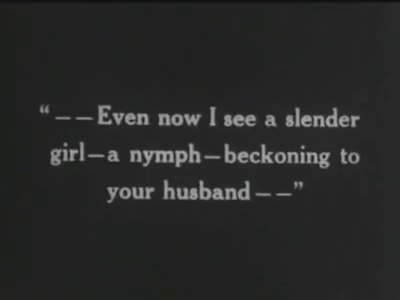 “——Even now I see a slender
girl—a nymph—beckoning to
your husband——”